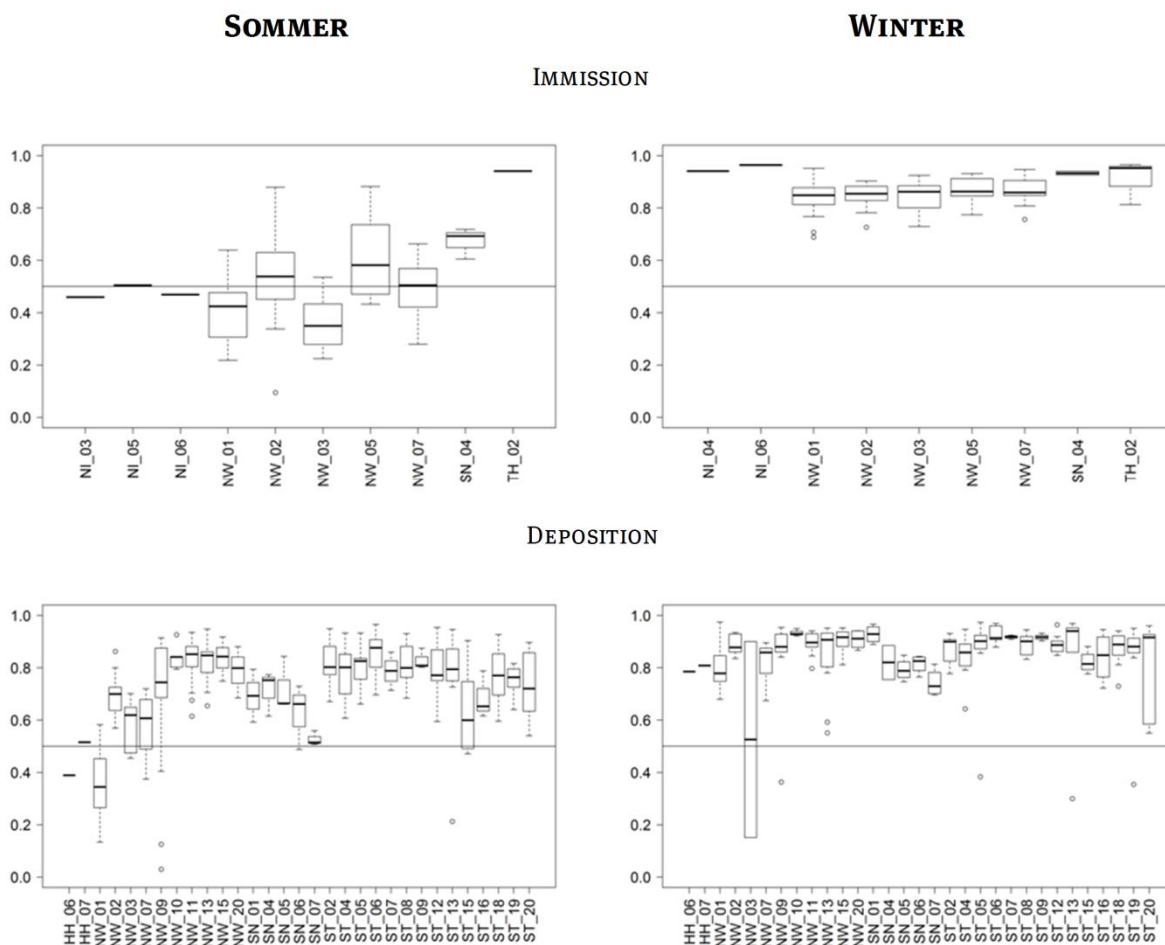 SOMMER
WINTER
IMMISSION
1.0
0.8
0.6
0.4
0.2
0.0
NI_03
NI_05
NI_06
NW_01
NW_02
NW_03
NW_05
NW_07
SN_04
TH_02
1.0
0.8
0.6
0.4
0.2
0.0
NI_04
NI_06
NW_01
NW_02
NW_03
NW_05
NW_07
SN_04
TH_02
DEPOSITION
1.0
0.8
0.6
0.4
0.2
0.0
HH_06
HH_07
NW_01
NW_02
NW_03
NW_07
NW_09
NW_10
NW_11
NW_13
NW_15
NW_20
SN_01
SN_04
SN_05
SN_06
SN_07
ST_02
ST_04
ST_05
ST_06
ST_07
ST_08
ST_09
ST_12
ST_13
ST_15
ST_16
ST_18
ST_19
ST_20
1.0
0.8
0.6
0.4
0.2
0.0
HH_06
HH_07
NW_01
NW_02
NW_03
NW_07
NW_09
NW_10
NW_11
NW_13
NW_15
NW_20
SN_01
SN_04
SN_05
SN_06
SN_07
ST_02
ST_04
ST_05
ST_06
ST_07
ST_08
ST_09
ST_12
ST_13
ST_15
ST_16
ST_18
ST_19
ST_20